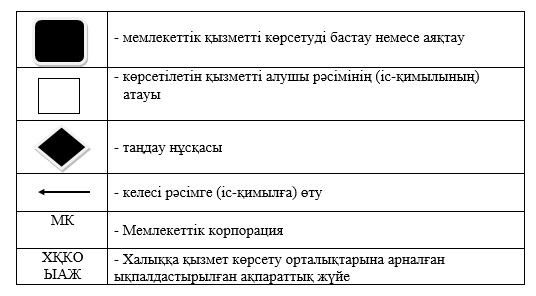 - мемлекеттік қызметті көрсетуді бастау немесе аяқтау
- көрсетілетін қызметті алушы рәсімінің (іс-қимылының)
атауы
- таңдау нұсқасы
- келесі рәсімге (іс-қимылға) өту
МК
- Мемлекеттік корпорация
ХҚКО
ЫАЖ
- Халыққа қызмет көрсету орталықтарына арналған
ықпалдастырылған ақпараттық жүйе